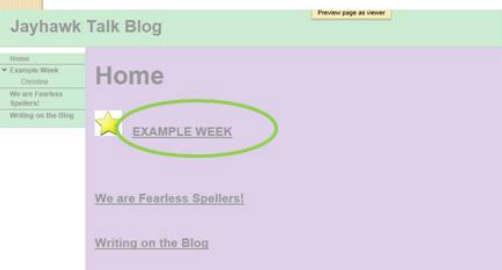 Preview page as viewer
Jayhawk Talk Blog
Home
Example Week
Christine
We are Fearless
Spellers!
Writing on the Blog
Home
EXAMPLE WEEK
We are Fearless Spellers!
Writing on the Blog